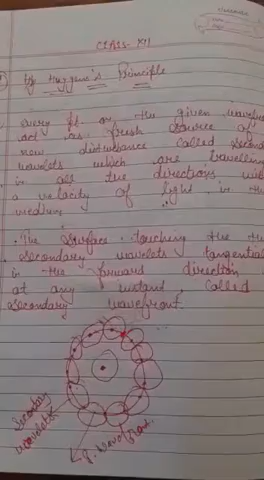 CLASS- XII
Huygen's Principle
every pt on the given wavefront
act as fresh source of
new disturbance called second
wavelets which are travelling
in all the directions with
a velocity of light in the
medium
. The surface touching the
secondary wavelets tangential
in the forward direction
at any instant called
secondary wavefront.
Secondary
wavelets
wavefront.